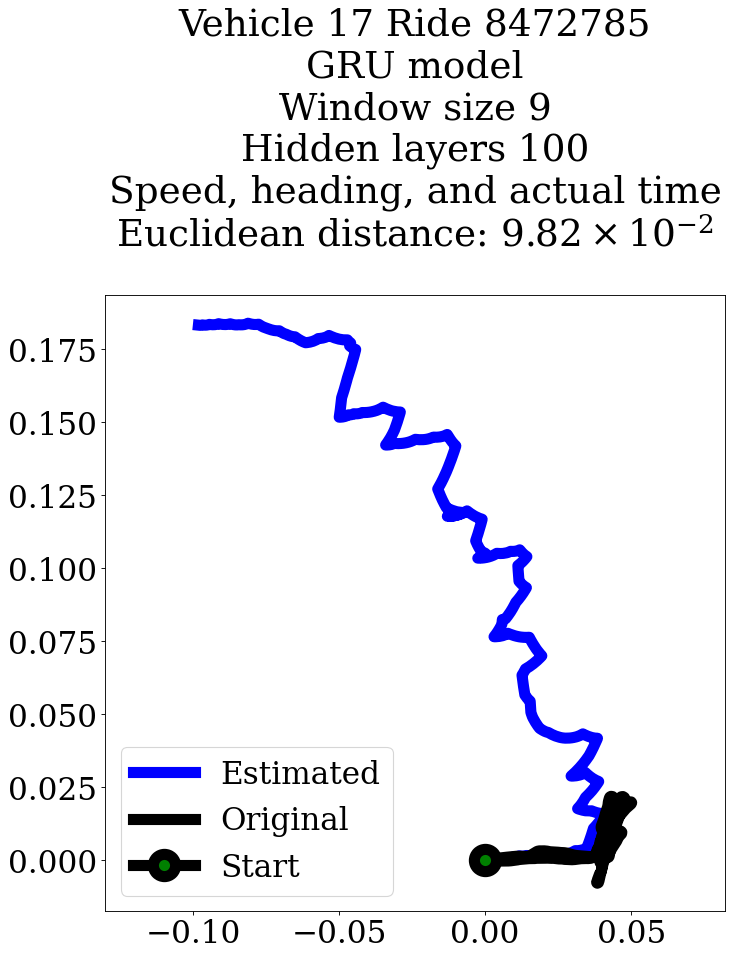 Vehicle 17 Ride 8472785
GRU model
Window size 9
Hidden layers 100
Speed, heading, and actual time
Euclidean distance: 9.82 × 10⁻²
0.175
0.150
0.125
0.100
0.075
0.050
0.025
0.000
Estimated
Original
Start
−0.10 −0.05 0.00 0.05